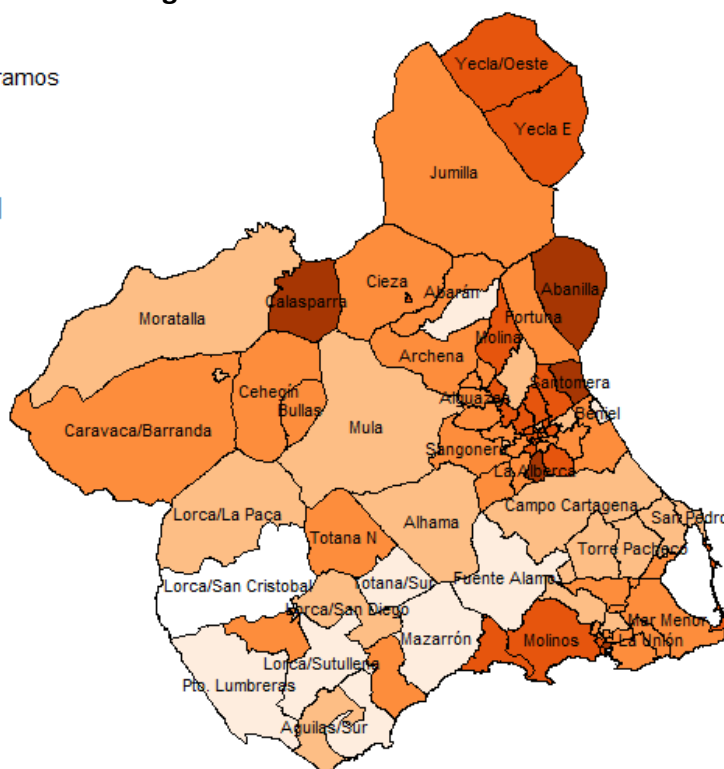 Yecla/Oeste
ramos
Yecla E
Jumilla
Cieza
Abarán
Abanilla
Calasparra
Moratalla
Fortuna
Molina
Archena
Santomera
Cehegín
Alguazas
Bullas
Beniel
Caravaca/Barranda
Mula
Sangonera
La Alberca
Campo Cartagena
Lorca/La Paca
Alhama
San Pedro
Totana N
Torre Pacheco
Lorca/San Cristobal
Totana/Sur
Fuente Alamo
Lorca/San Diego
Mar Menor
Mazarrón
Molinos
La Unión
Lorca/Sutullena
Pto. Lumbreras
Aguilas/Sur